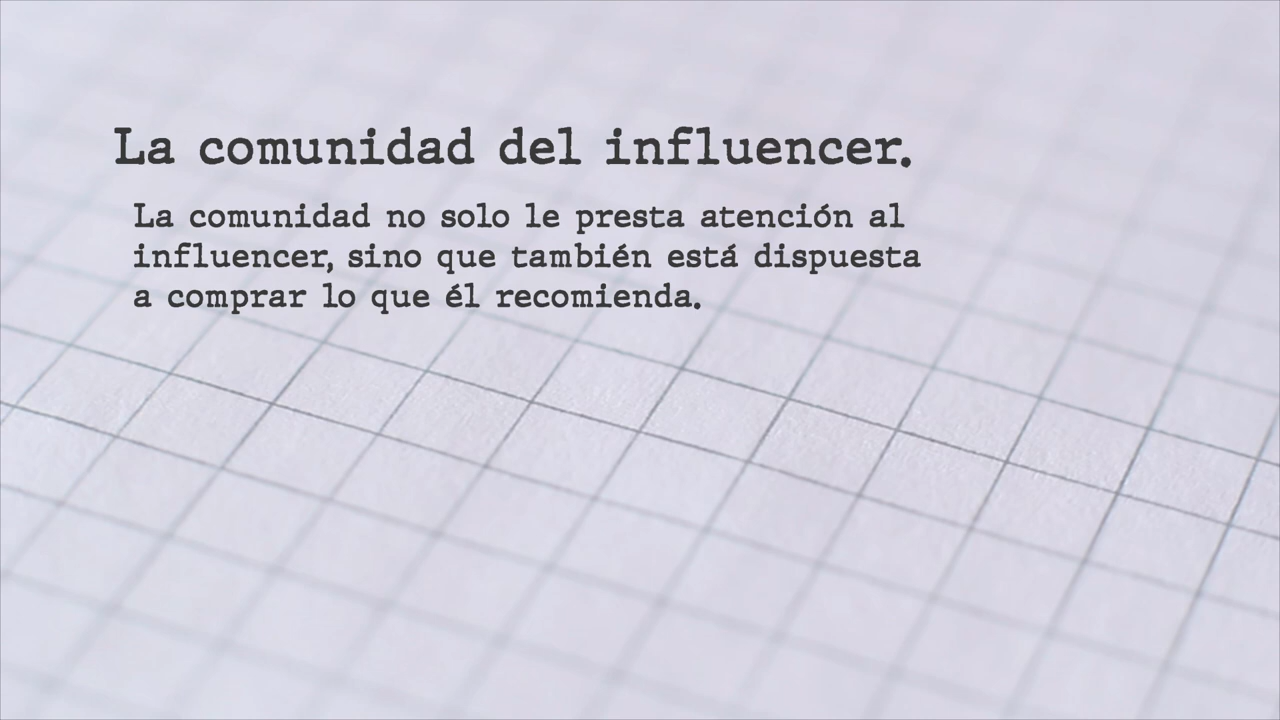 La comunidad del influencer.
La comunidad no solo le presta atención al
influencer, sino que también está dispuesta
a comprar lo que él recomienda.